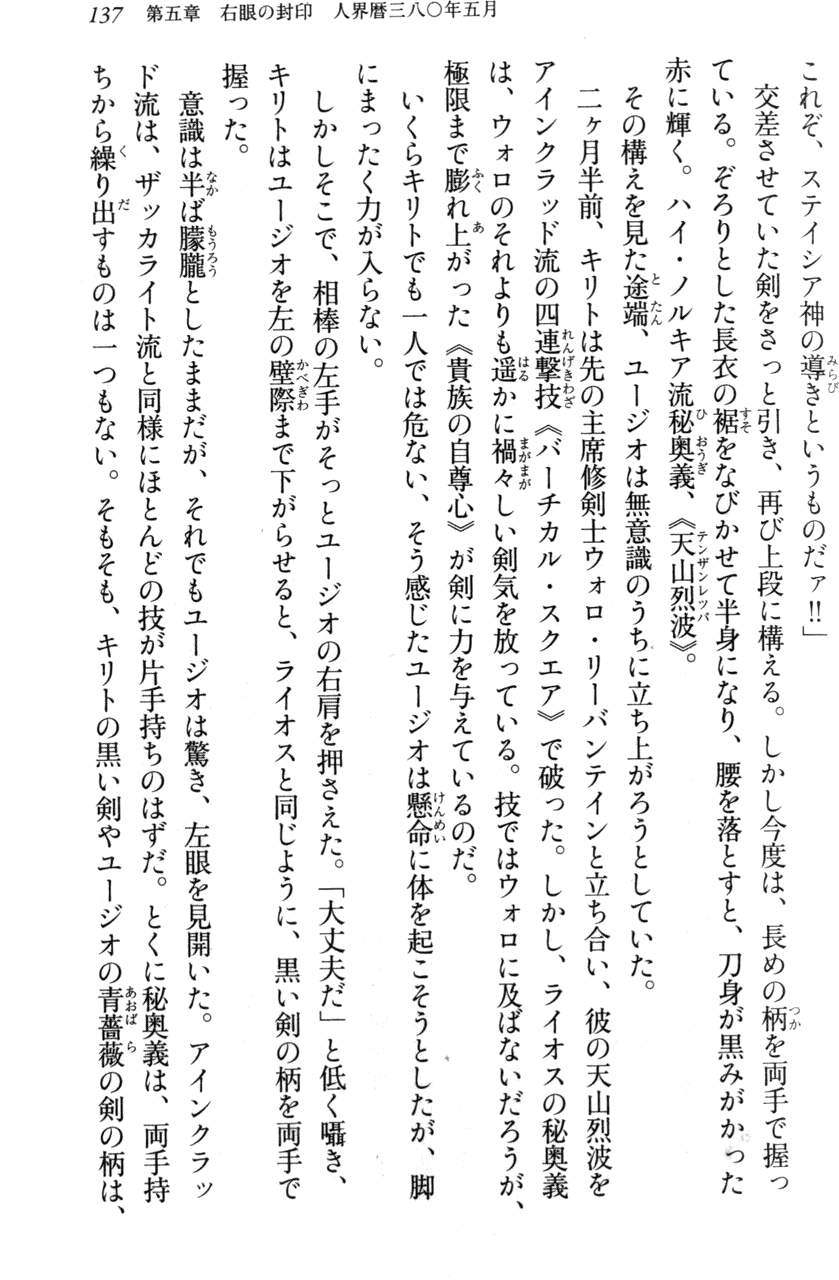 137　第五章　右眼の封印　人界暦三八〇年五月
これぞ、ステイシア神の導きというものだァ!!」
　交差させていた剣をさっと引き、再び上段に構える。しかし今度は、長めの柄を両手で握っ
ている。ぞろりとした長衣の裾をなびかせて半身になり、腰を落とすと、刀身が黒みがかった
赤に輝く。ハイ・ノルキア流秘奥義、《天山烈波》。
　その構えを見た途端、ユージオは無意識のうちに立ち上がろうとしていた。
　二ヶ月半前、キリトは先の主席修剣士ウォロ・リーバンテインと立ち合い、彼の天山烈波を
アインクラッド流の四連撃技《バーチカル・スクエア》で破った。しかし、ライオスの秘奥義
は、ウォロのそれよりも遥かに禍々しい剣気を放っている。技ではウォロに及ばないだろうが、
極限まで膨れ上がった《貴族の自尊心》が剣に力を与えているのだ。
　いくらキリトでも一人では危ない、そう感じたユージオは懸命に体を起こそうとしたが、脚
にまったく力が入らない。
　しかしそこで、相棒の左手がそっとユージオの右肩を押さえた。「大丈夫だ」と低く囁き、
キリトはユージオを左の壁際まで下がらせると、ライオスと同じように、黒い剣の柄を両手で
握った。
　意識は半ば朦朧としたままだが、それでもユージオは驚き、左眼を見開いた。アインクラッ
ド流は、ザッカライト流と同様にほとんどの技が片手持ちのはずだ。とくに秘奥義は、両手持
ちから繰り出すものは一つもない。そもそも、キリトの黒い剣やユージオの青薔薇の剣の柄は、